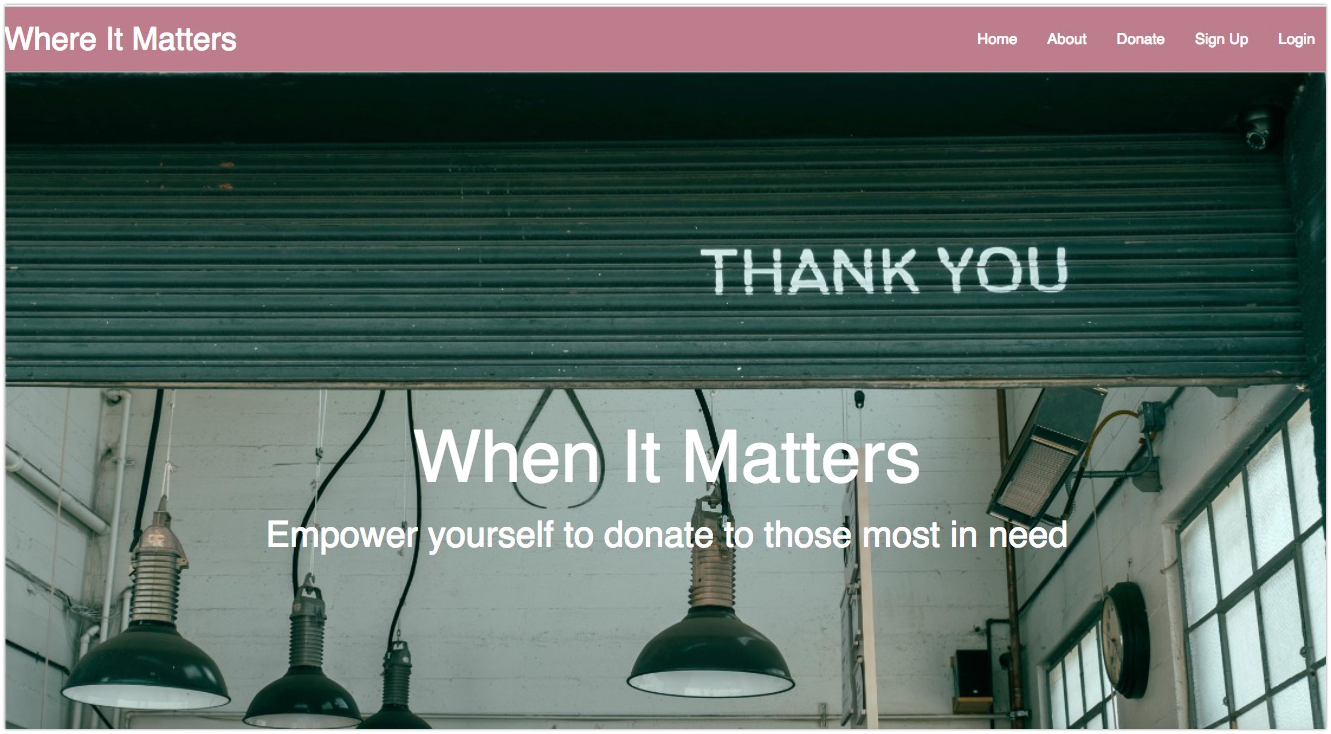 Where It Matters
Home About Donate Sign Up Login
THANK YOU
When It Matters
Empower yourself to donate to those most in need